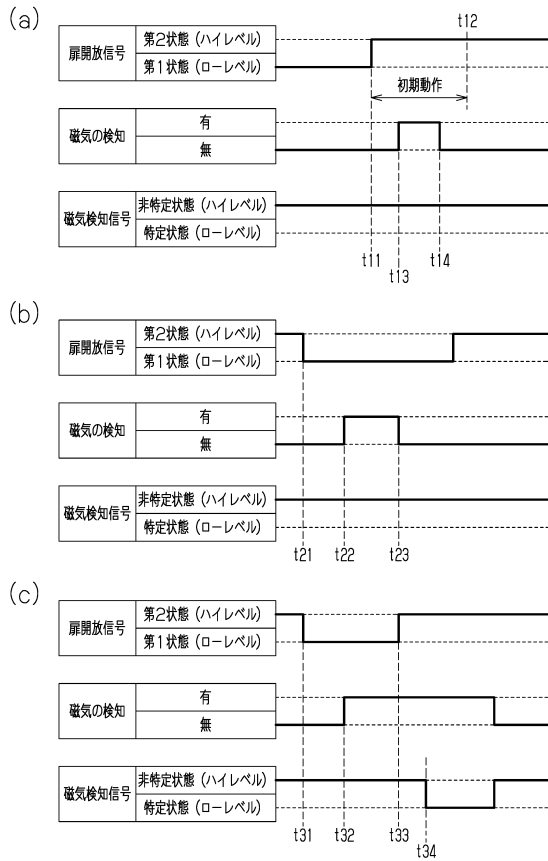 (a)
t12
扉開放信号
第2状態(ハイレベル)
第1状態(ローレベル)
初期動作
磁気の検知
有
無
磁気検知信号
非特定状態(ハイレベル)
特定状態(ローレベル)
t11
t13
t14
(b)
扉開放信号
第2状態(ハイレベル)
第1状態(ローレベル)
磁気の検知
有
無
磁気検知信号
非特定状態(ハイレベル)
特定状態(ローレベル)
t21
t22
t23
(c)
扉開放信号
第2状態(ハイレベル)
第1状態(ローレベル)
磁気の検知
有
無
磁気検知信号
非特定状態(ハイレベル)
特定状態(ローレベル)
t31
t32
t33
t34